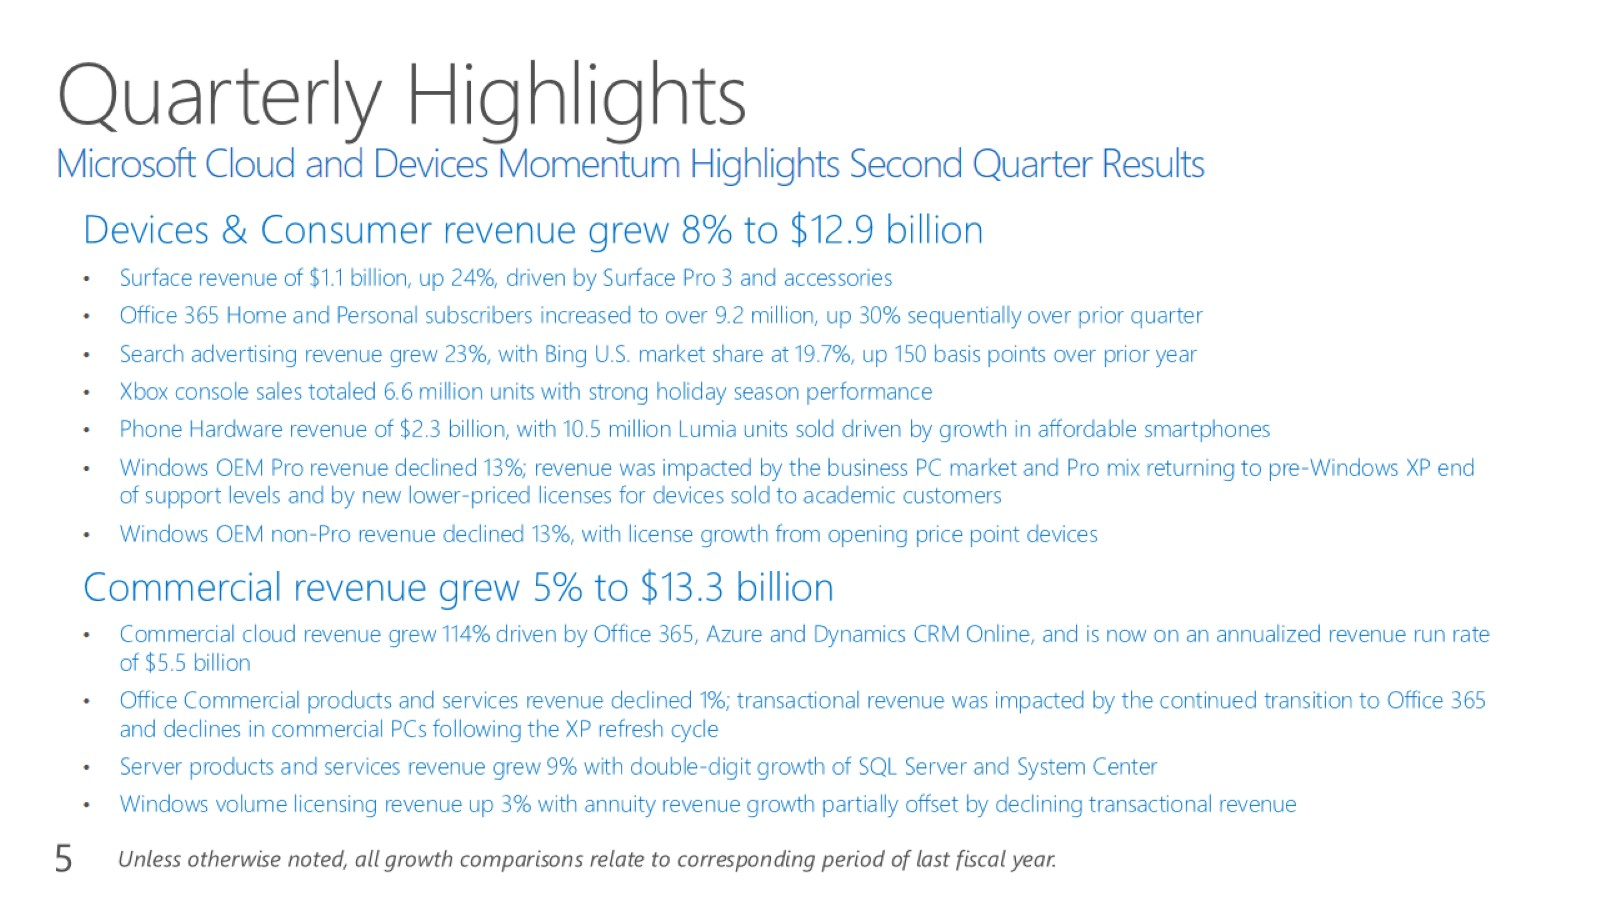 Quarterly Highlights
Microsoft Cloud and Devices Momentum Highlights Second Quarter Results
Devices & Consumer revenue grew 8% to $12.9 billion
• Surface revenue of $1.1 billion, up 24%, driven by Surface Pro 3 and accessories
• Office 365 Home and Personal subscribers increased to over 9.2 million, up 30% sequentially over prior quarter
• Search advertising revenue grew 23%, with Bing U.S. market share at 19.7%, up 150 basis points over prior year
• Xbox console sales totaled 6.6 million units with strong holiday season performance
• Phone Hardware revenue of $2.3 billion, with 10.5 million Lumia units sold driven by growth in affordable smartphones
• Windows OEM Pro revenue declined 13%; revenue was impacted by the business PC market and Pro mix returning to pre-Windows XP end
of support levels and by new lower-priced licenses for devices sold to academic customers
• Windows OEM non-Pro revenue declined 13%, with license growth from opening price point devices
Commercial revenue grew 5% to $13.3 billion
• Commercial cloud revenue grew 114% driven by Office 365, Azure and Dynamics CRM Online, and is now on an annualized revenue run rate
of $5.5 billion
• Office Commercial products and services revenue declined 1%; transactional revenue was impacted by the continued transition to Office 365
and declines in commercial PCs following the XP refresh cycle
• Server products and services revenue grew 9% with double-digit growth of SQL Server and System Center
• Windows volume licensing revenue up 3% with annuity revenue growth partially offset by declining transactional revenue
5 Unless otherwise noted, all growth comparisons relate to corresponding period of last fiscal year.